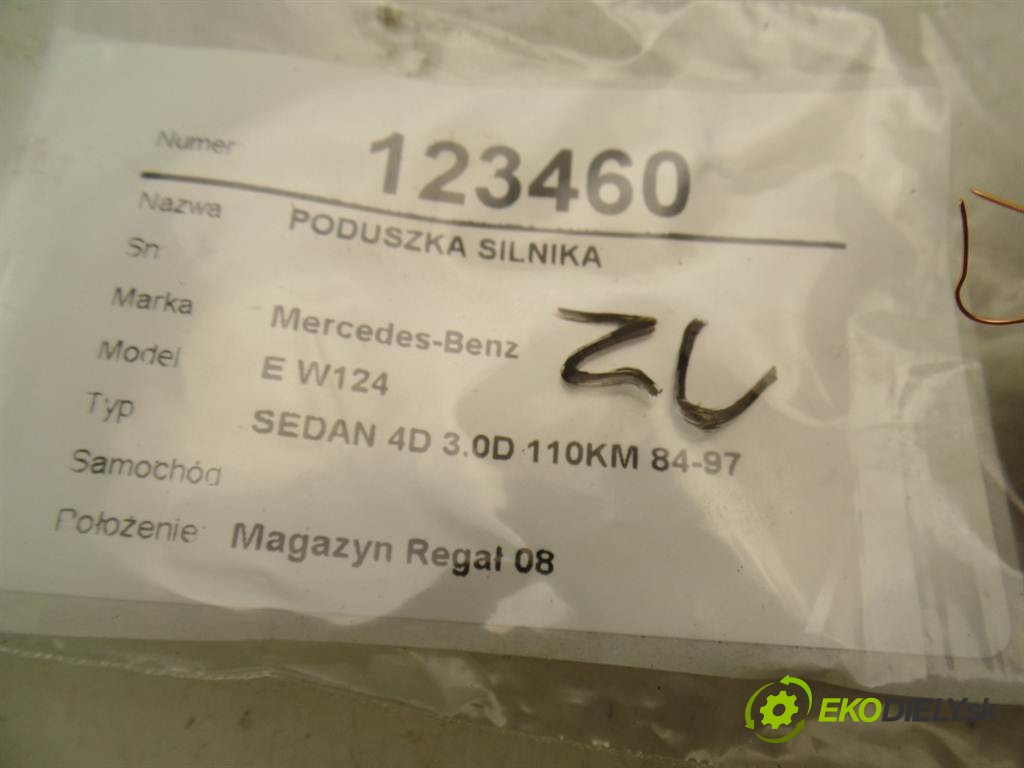 Numer 123460
Nazwa PODUSZKA SILNIKA
Sn
Marka Mercedes-Benz
Model E W124
ZL
Typ SEDAN 4D 3.0D 110KM 84-97
Samochód
Położenie Magazyn Regał 08
EKODIELY.sk